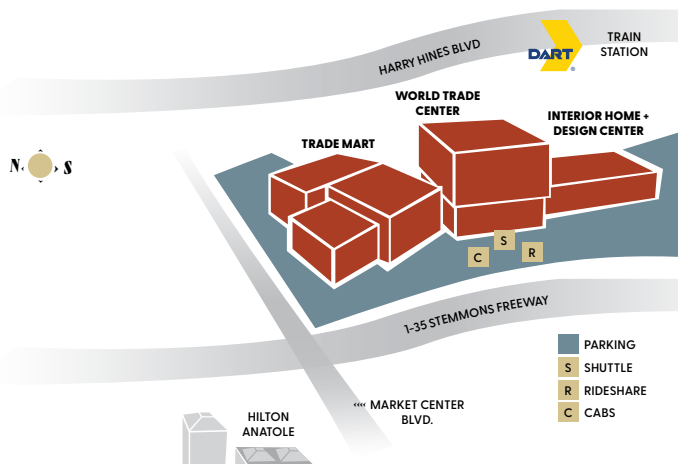 HARRY HINES BLVD
DART
TRAIN
STATION
WORLD TRADE
CENTER
INTERIOR HOME +
DESIGN CENTER
TRADE MART
N S
S
C R
1-35 STEMMONS FREEWAY
PARKING
S SHUTTLE
R RIDESHARE
C CABS
MARKET CENTER
BLVD.
HILTON
ANATOLE